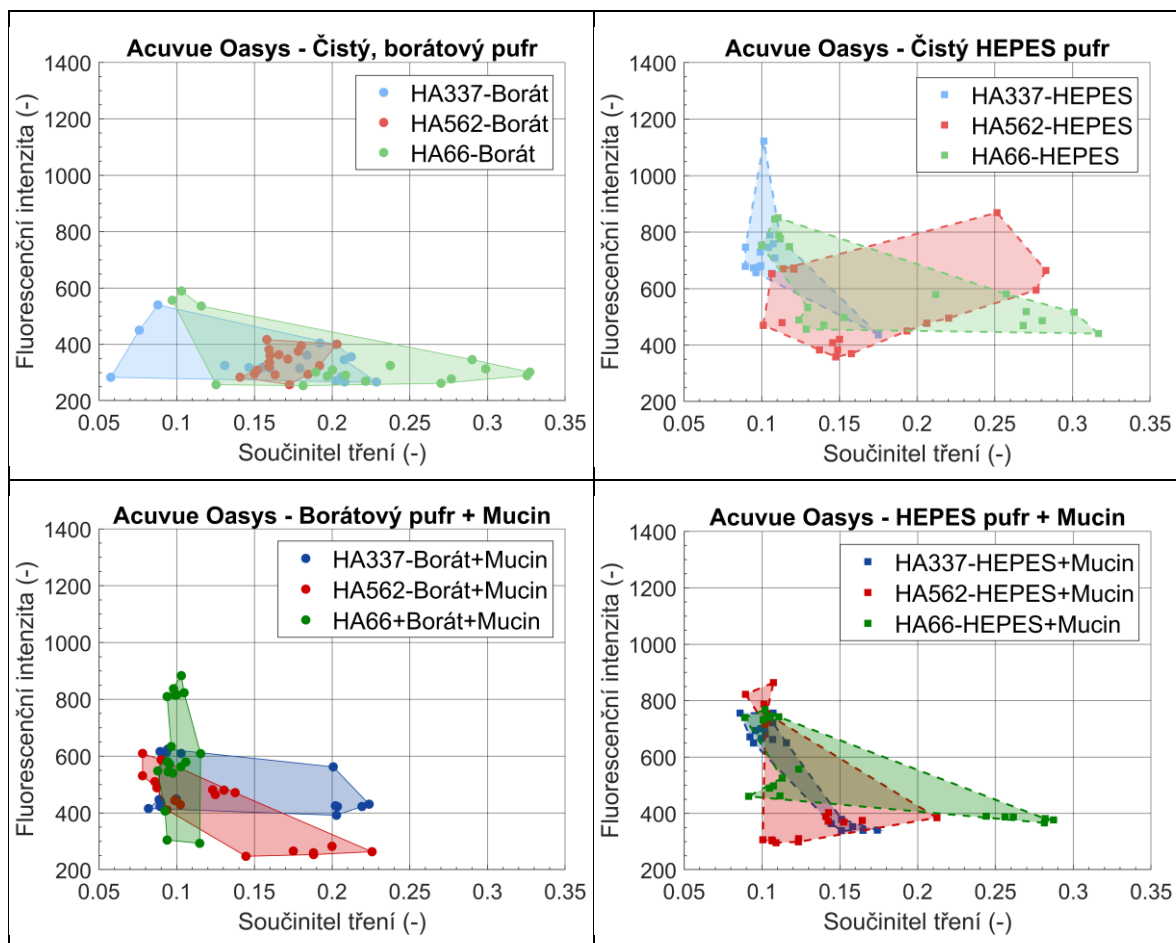 Acuvue Oasys - Čistý, borátový pufr
1400
1200
1000
800
600
400
200
Fluorescenční intenzita (-)
HA337-Borát
HA562-Borát
HA66-Borát
0.05 0.1 0.15 0.2 0.25 0.3 0.35
Součinitel tření (-)
Acuvue Oasys - Čistý HEPES pufr
1400
1200
1000
800
600
400
200
Fluorescenční intenzita (-)
HA337-HEPES
HA562-HEPES
HA66-HEPES
0.05 0.1 0.15 0.2 0.25 0.3 0.35
Součinitel tření (-)
Acuvue Oasys - Borátový pufr + Mucin
1400
1200
1000
800
600
400
200
Fluorescenční intenzita (-)
HA337-Borát+Mucin
HA562-Borát+Mucin
HA66+Borát+Mucin
0.05 0.1 0.15 0.2 0.25 0.3 0.35
Součinitel tření (-)
Acuvue Oasys - HEPES pufr + Mucin
1400
1200
1000
800
600
400
200
Fluorescenční intenzita (-)
HA337-HEPES+Mucin
HA562-HEPES+Mucin
HA66-HEPES+Mucin
0.05 0.1 0.15 0.2 0.25 0.3 0.35
Součinitel tření (-)